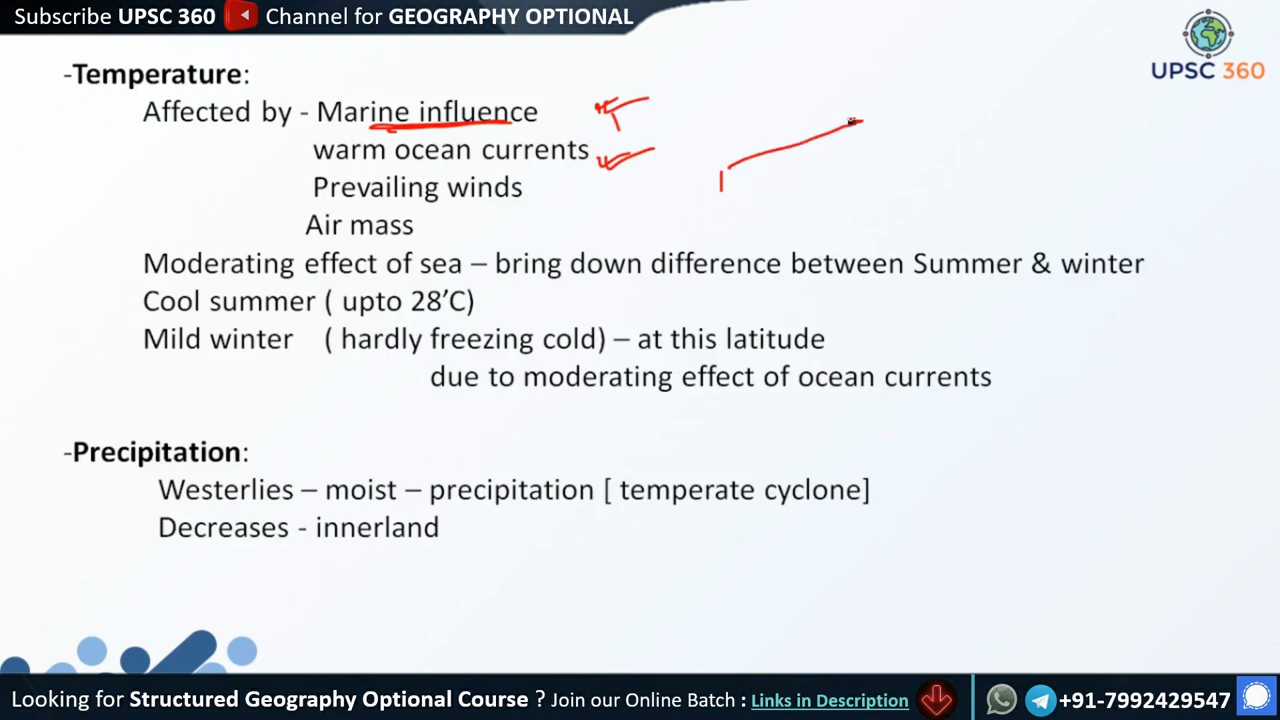 Subscribe UPSC 360 Channel for GEOGRAPHY OPTIONAL
UPSC 360
-Temperature:
Affected by - Marine influence
warm ocean currents
Prevailing winds
Air mass
Moderating effect of sea – bring down difference between Summer & winter
Cool summer ( upto 28’C)
Mild winter ( hardly freezing cold) – at this latitude
due to moderating effect of ocean currents
-Precipitation:
Westerlies – moist – precipitation [ temperate cyclone]
Decreases - innerland
Looking for Structured Geography Optional Course ? Join our Online Batch : Links in Description
+91-7992429547